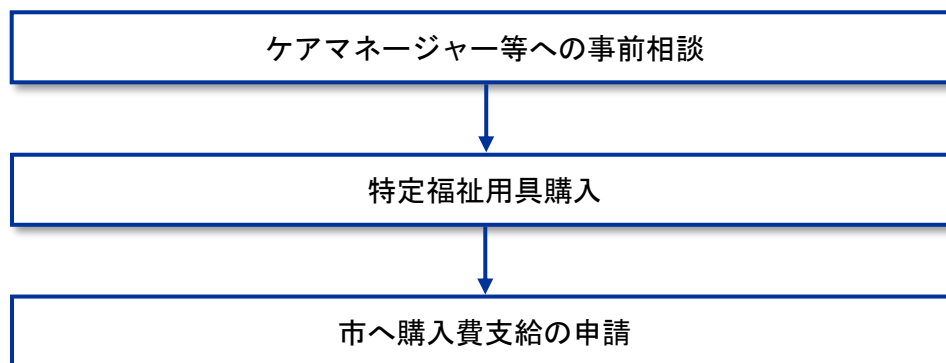 ケアマネージャー等への事前相談
特定福祉用具購入
市へ購入費支給の申請